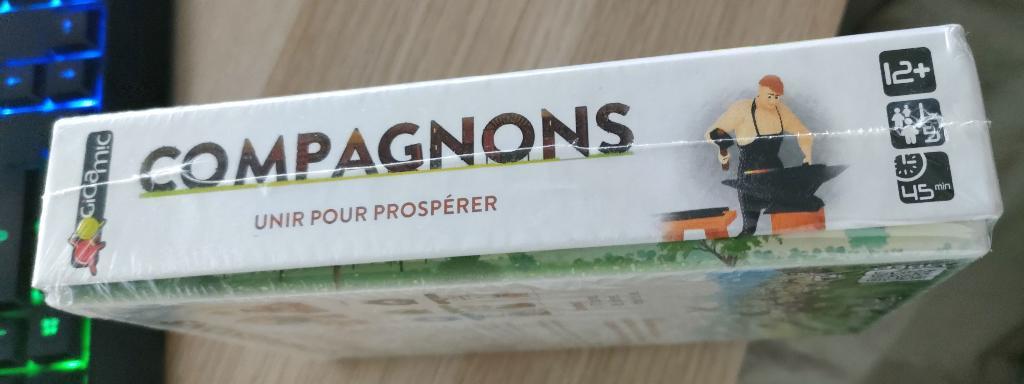 Gigamic
COMPAGNONS
UNIR POUR PROSPÉRER
12+
45 min